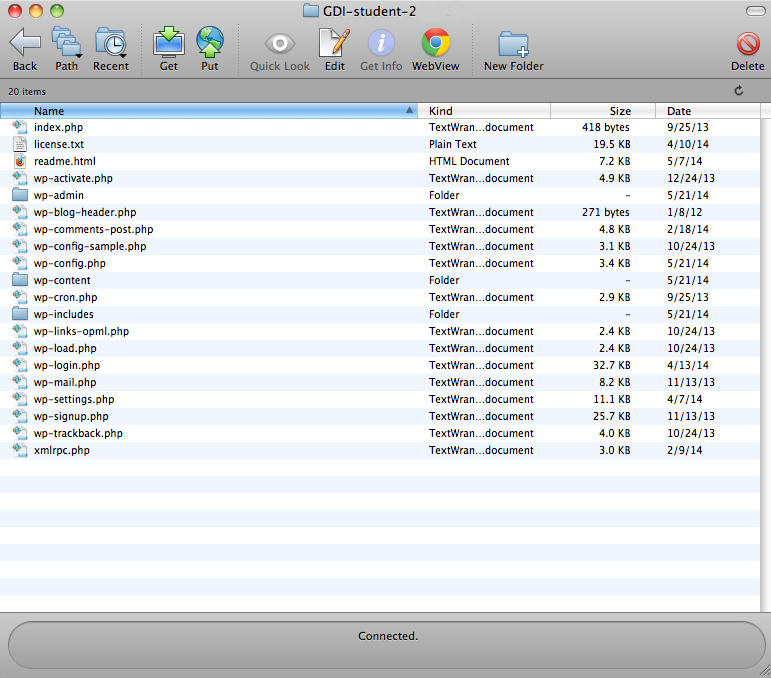 GDI-student-2
Back Path Recent Get Put Quick Look Edit Get Info WebView New Folder Delete
20 items
Name Kind Size Date
index.php TextWran...document 418 bytes 9/25/13
license.txt Plain Text 19.5 KB 4/10/14
readme.html HTML Document 7.2 KB 5/7/14
wp-activate.php TextWran...document 4.9 KB 12/24/13
wp-admin Folder – 5/21/14
wp-blog-header.php TextWran...document 271 bytes 1/8/12
wp-comments-post.php TextWran...document 4.8 KB 2/18/14
wp-config-sample.php TextWran...document 3.1 KB 10/24/13
wp-config.php TextWran...document 3.4 KB 5/21/14
wp-content Folder – 5/21/14
wp-cron.php TextWran...document 2.9 KB 9/25/13
wp-includes Folder – 5/21/14
wp-links-opml.php TextWran...document 2.4 KB 10/24/13
wp-load.php TextWran...document 2.4 KB 10/24/13
wp-login.php TextWran...document 32.7 KB 4/13/14
wp-mail.php TextWran...document 8.2 KB 11/13/13
wp-settings.php TextWran...document 11.1 KB 4/7/14
wp-signup.php TextWran...document 25.7 KB 11/13/13
wp-trackback.php TextWran...document 4.0 KB 10/24/13
xmlrpc.php TextWran...document 3.0 KB 2/9/14
Connected.